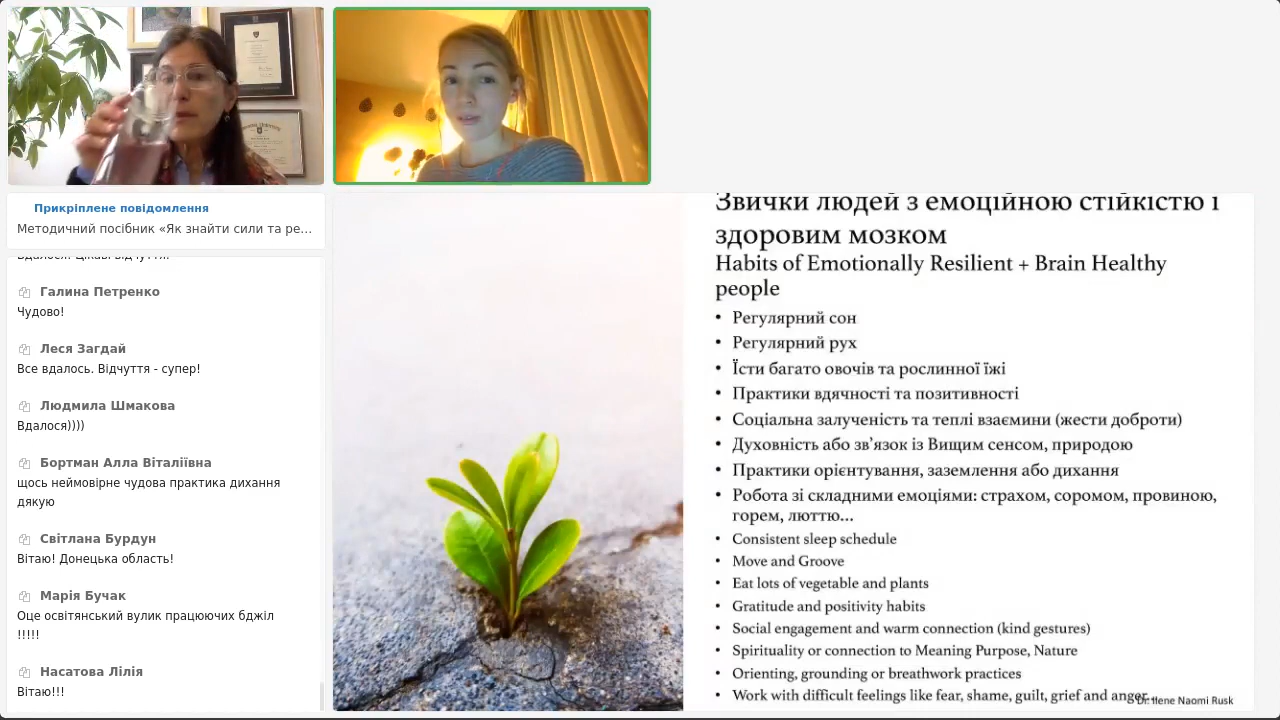 Прикріплене повідомлення
Методичний посібник «Як знайти сили та ре...
Вдалося! Цікаві відчуття!
Галина Петренко
Чудово!
Леся Загдай
Все вдалось. Відчуття - супер!
Людмила Шмакова
Вдалося))))
Бортман Алла Віталіївна
щось неймовірне чудова практика дихання
дякую
Світлана Бурдун
Вітаю! Донецька область!
Марія Бучак
Оце освітянський вулик працюючих бджіл
!!!!!
Насатова Лілія
Вітаю!!!
Звички людей з емоційною стійкістю і
здоровим мозком
Habits of Emotionally Resilient + Brain Healthy
people
• Регулярний сон
• Регулярний рух
• Їсти багато овочів та рослинної їжі
• Практики вдячності та позитивності
• Соціальна залученість та теплі взаємини (жести доброти)
• Духовність або зв’язок із Вищим сенсом, природою
• Практики орієнтування, заземлення або дихання
• Робота зі складними емоціями: страхом, соромом, провиною,
горем, люттю...
• Consistent sleep schedule
• Move and Groove
• Eat lots of vegetable and plants
• Gratitude and positivity habits
• Social engagement and warm connection (kind gestures)
• Spirituality or connection to Meaning Purpose, Nature
• Orienting, grounding or breathwork practices
• Work with difficult feelings like fear, shame, guilt, grief and anger...
Dr. Ilene Naomi Rusk